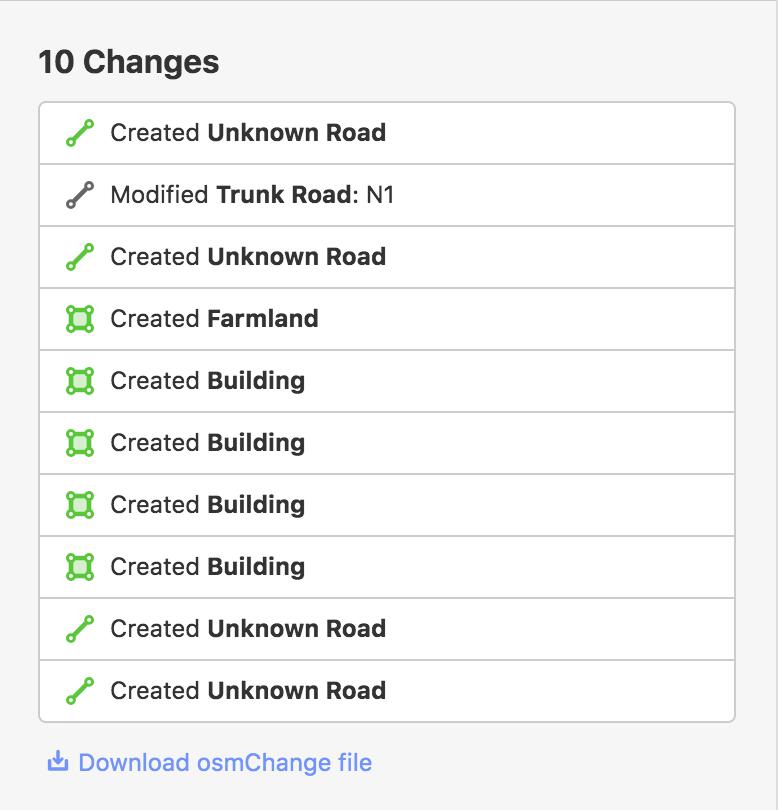 10 Changes
Created Unknown Road
Modified Trunk Road: N1
Created Unknown Road
Created Farmland
Created Building
Created Building
Created Building
Created Building
Created Unknown Road
Created Unknown Road
Download osmChange file